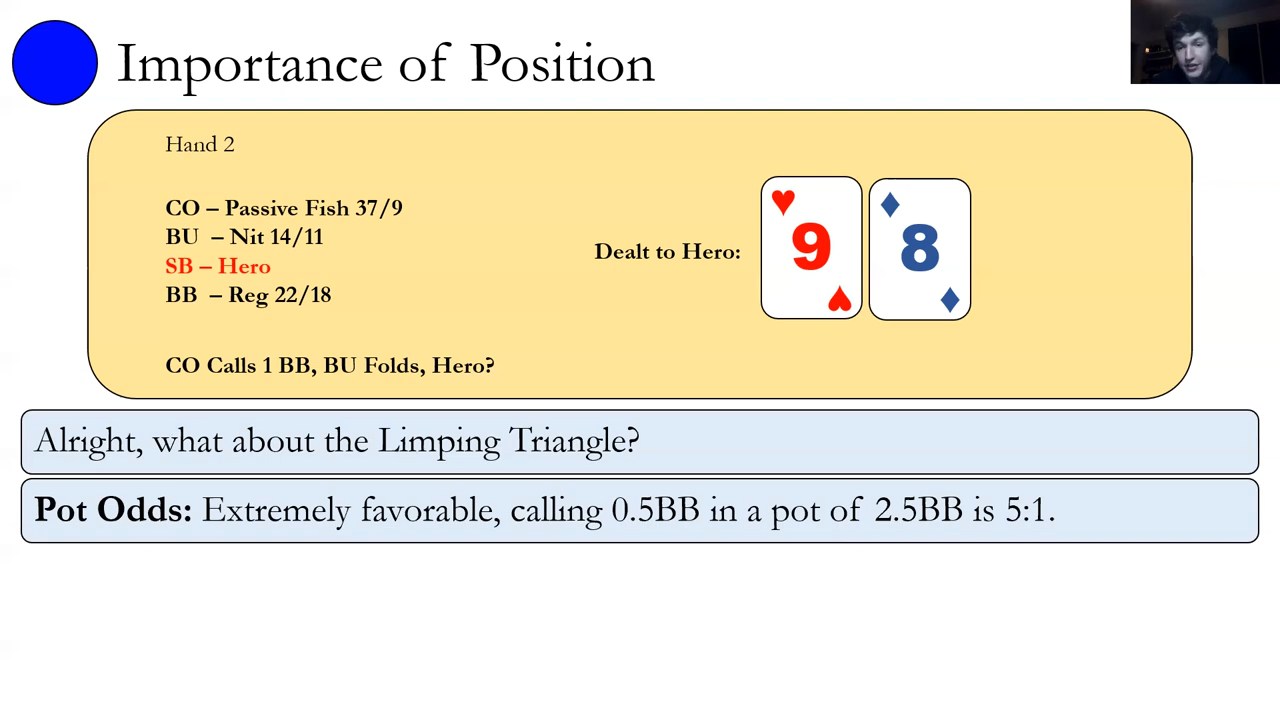 Importance of Position
Hand 2
CO – Passive Fish 37/9
BU – Nit 14/11
SB – Hero
BB – Reg 22/18
CO Calls 1 BB, BU Folds, Hero?
Dealt to Hero:
9
8
Alright, what about the Limping Triangle?
Pot Odds: Extremely favorable, calling 0.5BB in a pot of 2.5BB is 5:1.